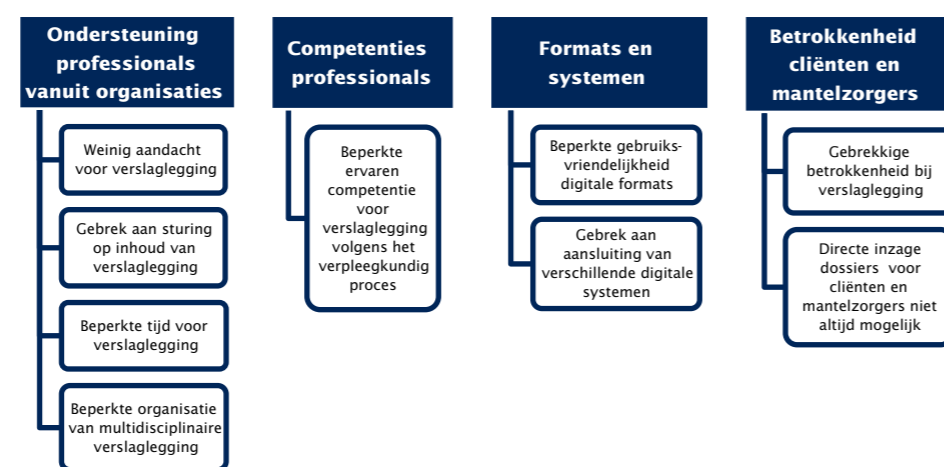 Ondersteuning
professionals
vanuit organisaties
Weinig aandacht
voor verslaglegging
Gebrek aan sturing
op inhoud van
verslaglegging
Beperkte tijd voor
verslaglegging
Beperkte organisatie
van multidisciplinaire
verslaglegging
Competenties
professionals
Beperkte
ervaren
competentie
voor
verslaglegging
volgens het
verpleegkundig
proces
Formats en
systemen
Beperkte gebruiks-
vriendelijkheid
digitale formats
Gebrek aan
aansluiting van
verschillende digitale
systemen
Betrokkenheid
cliënten en
mantelzorgers
Gebrekkige
betrokkenheid bij
verslaglegging
Directe inzage
dossiers voor
cliënten en
mantelzorgers niet
altijd mogelijk